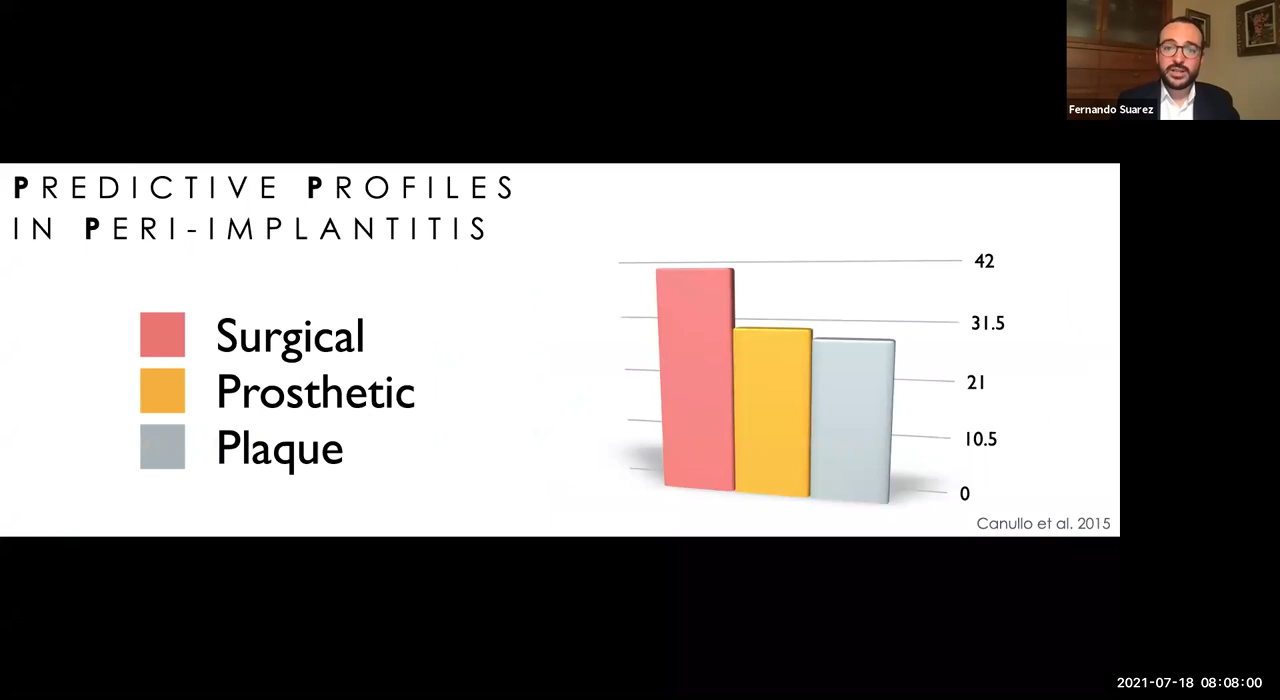 Fernando Suarez
PREDICTIVE PROFILES
IN PERI-IMPLANTITIS
Surgical
Prosthetic
Plaque
42
31.5
21
10.5
0
Canullo et al. 2015
2021-07-18 08:08:00